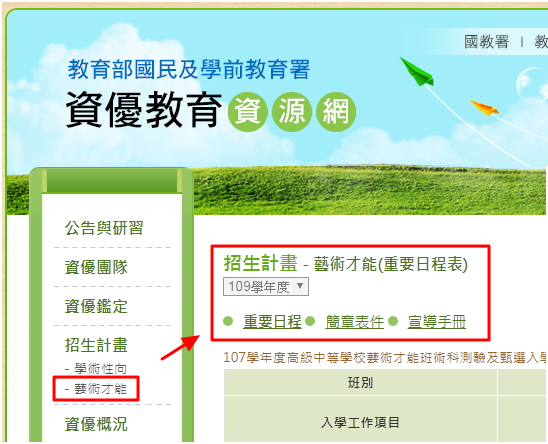 國教署 | 教
教育部國民及學前教育署
資優教育資源網
公告與研習
資優團隊
資優鑑定
招生計畫
- 學術性向
- 藝術才能
資優概況
招生計畫 - 藝術才能(重要日程表)
109學年度
重要日程 簡章表件 宣導手冊
107學年度高級中等學校藝術才能班術科測驗及甄選入學
班別
入學工作項目